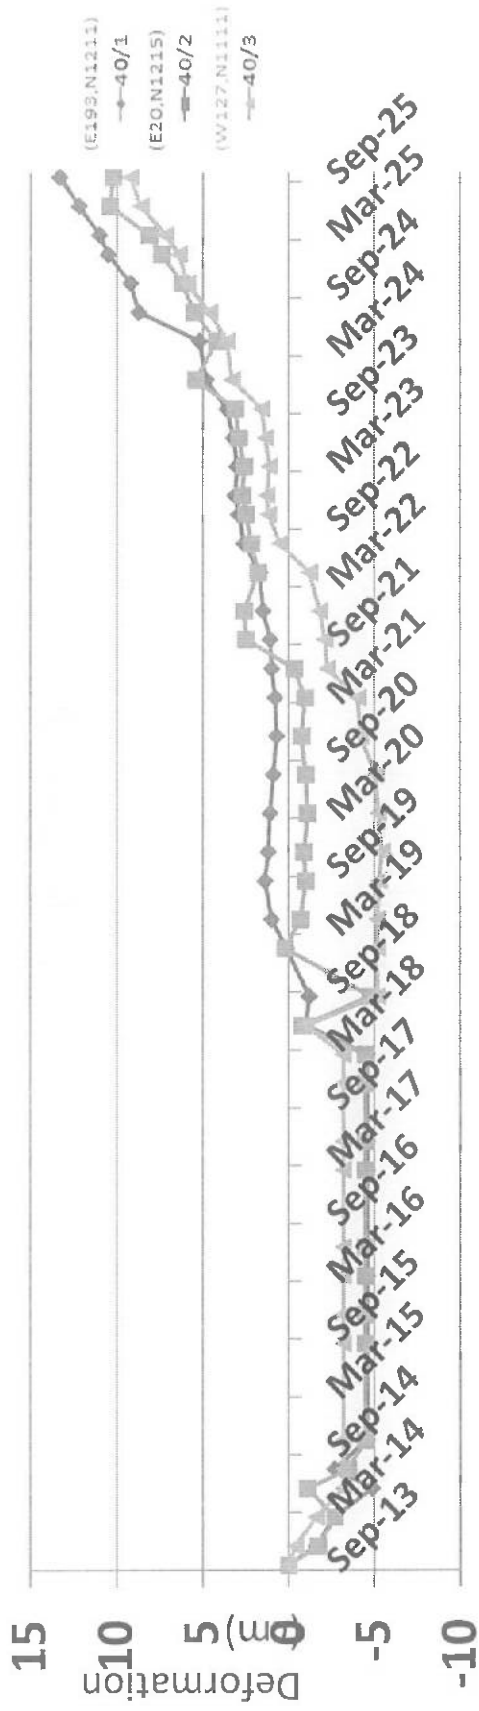 15
10
5
0
-5
-10
Deformation
(m)
Sep-13
Mar-14
Sep-14
Mar-15
Sep-15
Mar-16
Sep-16
Mar-17
Sep-17
Mar-18
Sep-18
Mar-19
Sep-19
Mar-20
Sep-20
Mar-21
Sep-21
Mar-22
Sep-22
Mar-23
Sep-23
Mar-24
Sep-24
Mar-25
Sep-25
(E193,N1211)
40/1
(E20,N1215)
40/2
(W127,N1111)
40/3